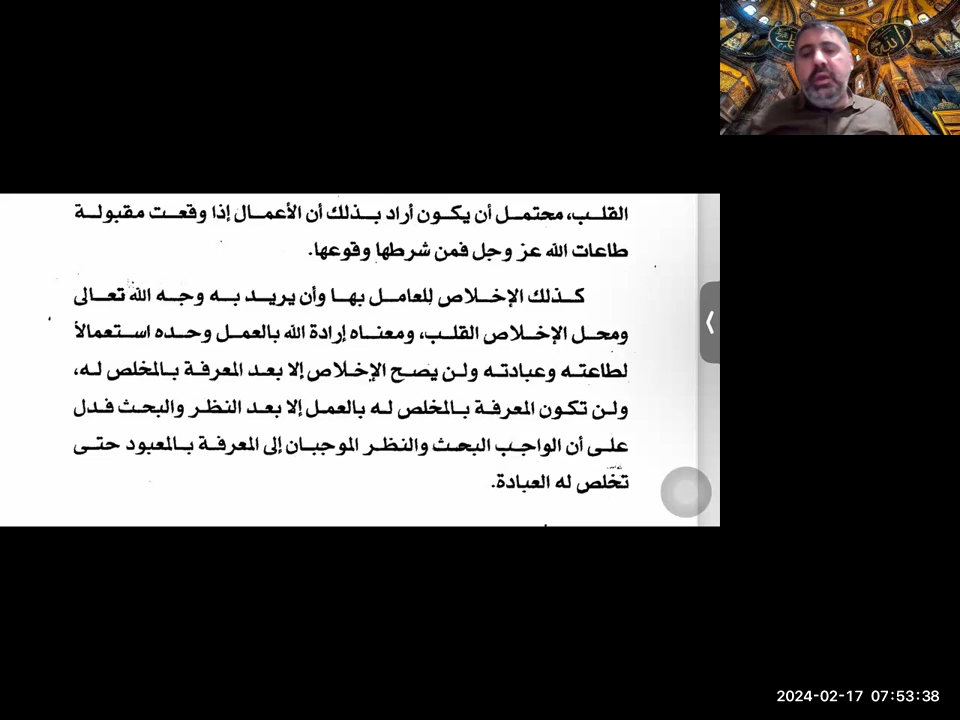 الله
القلب، محتمل أن يكون أراد بذلك أن الأعمال إذا وقعت مقبولة
طاعات الله عز وجل فمن شرطها وقوعها.
كذلك الإخلاص للعامل بها وأن يريد به وجه الله تعالى
ومحل الإخلاص القلب، ومعناه إرادة الله بالعمل وحده استعمالاً
لطاعته وعبادته ولن يصح الإخلاص إلا بعد المعرفة بالمخلص له،
ولن تكون المعرفة بالمخلص له بالعمل إلا بعد النظر والبحث فدل
على أن الواجب البحث والنظر الموجبان إلى المعرفة بالمعبود حتى
تخلص له العبادة.
2024-02-17 07:53:38